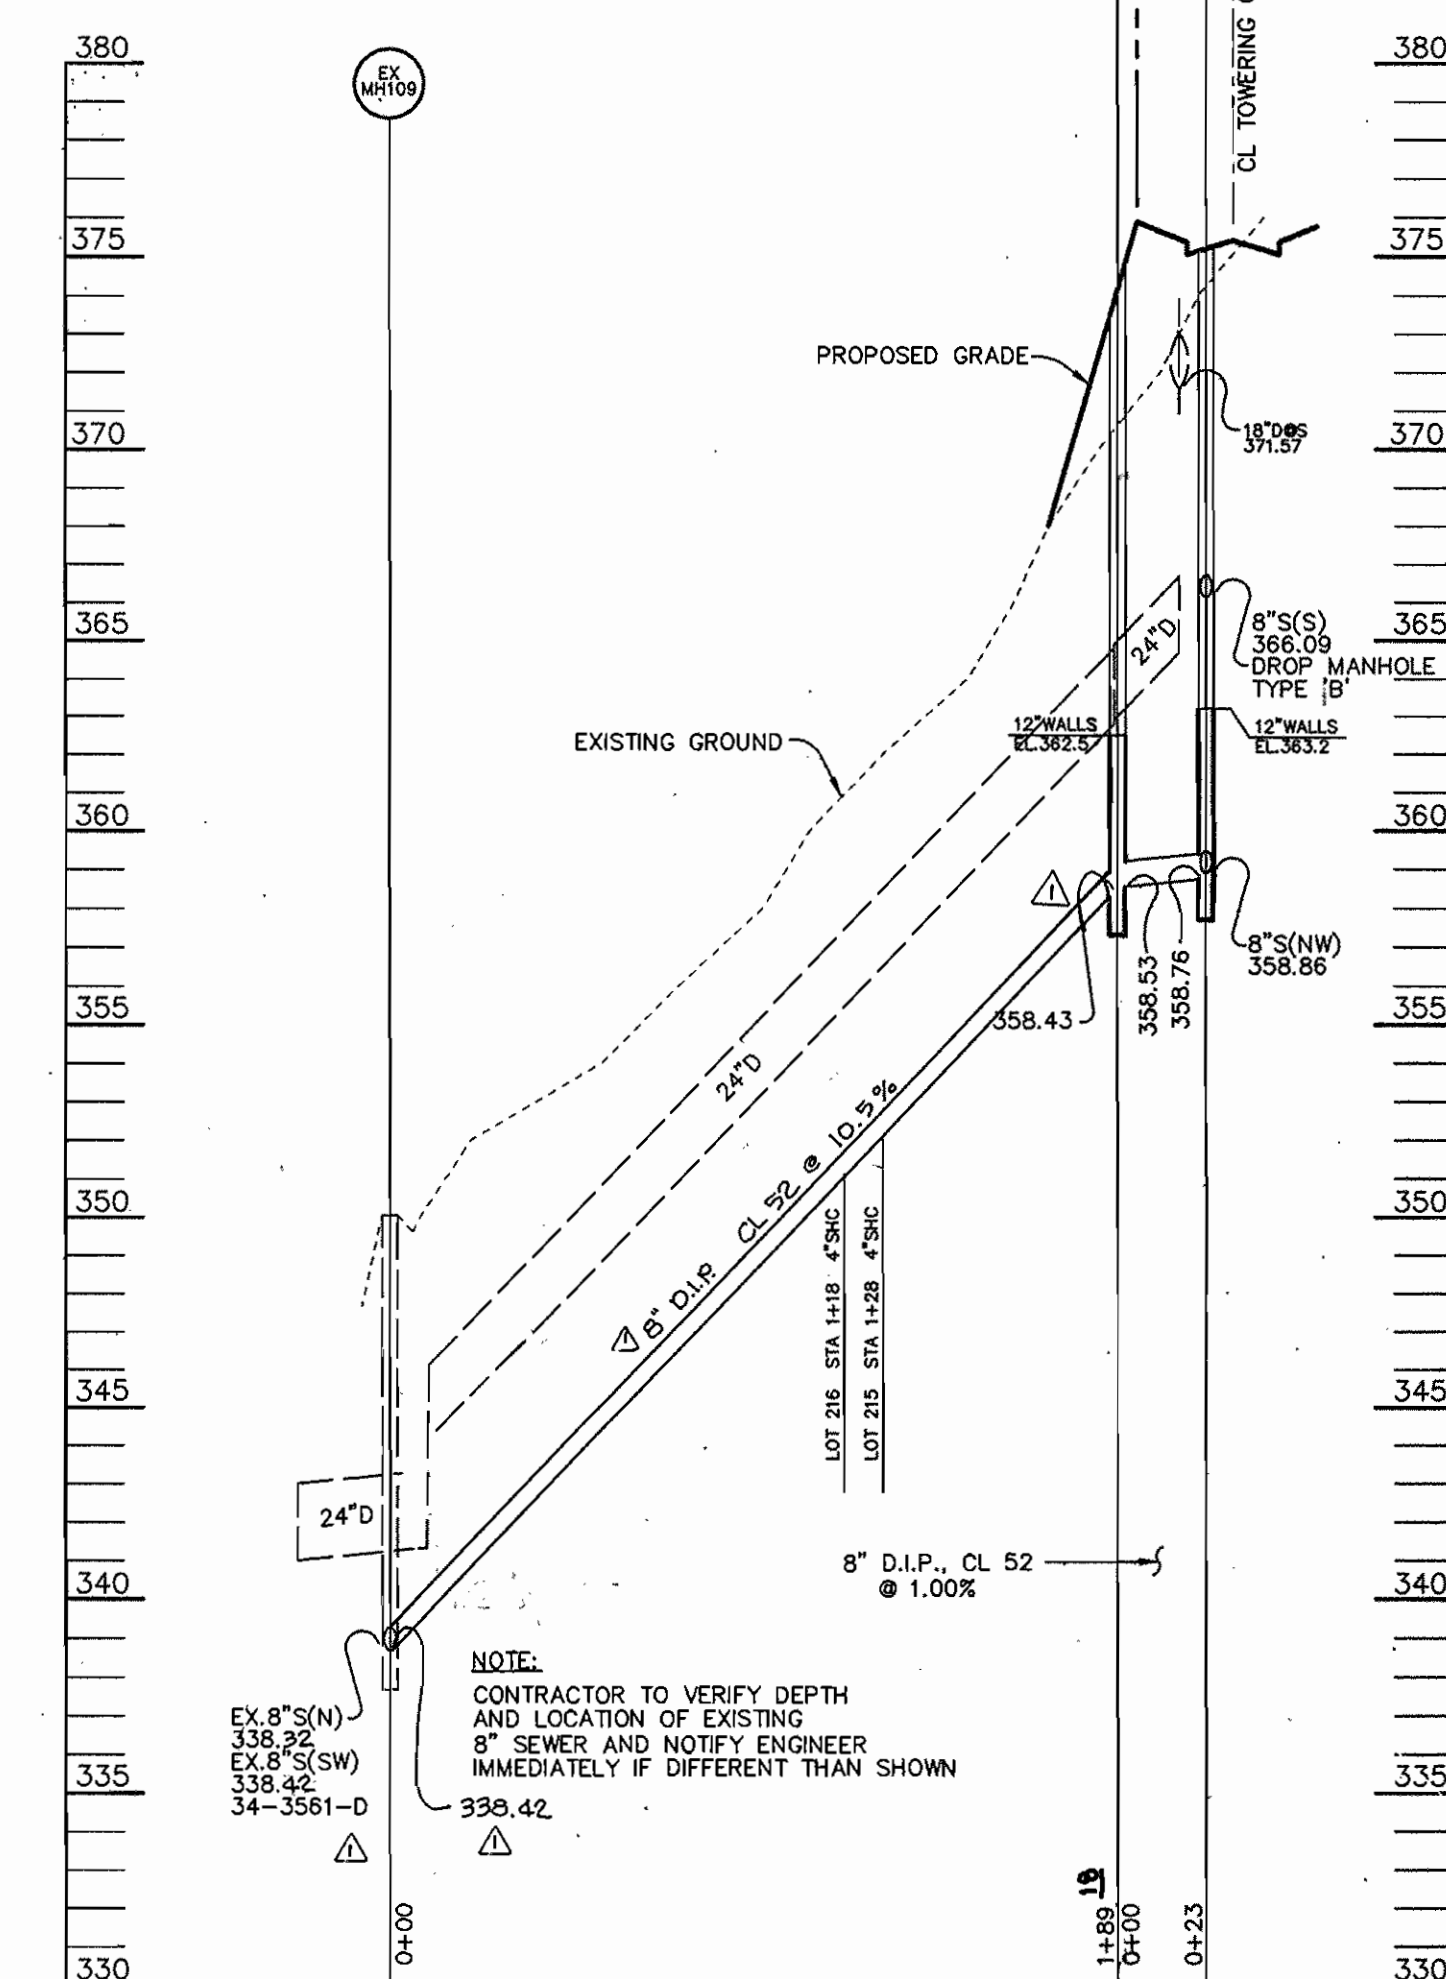 380
375
370
365
360
355
350
345
340
335
330
EX
MH109
CL TOWERING
PROPOSED GRADE
18"D@S
371.57
8"S(S)
366.09
DROP MANHOLE
TYPE 'B'
12"WALLS
EL.362.5
12"WALLS
EL.363.2
EXISTING GROUND
24"D
24"D
24"D
1
358.43
358.53
358.76
8"S(NW)
358.86
1
8" D.I.P. CL 52 @ 10.5%
LOT 216 STA 1+18 4"SHC
LOT 215 STA 1+28 4"SHC
8" D.I.P., CL 52
@ 1.00%
NOTE:
CONTRACTOR TO VERIFY DEPTH
AND LOCATION OF EXISTING
8" SEWER AND NOTIFY ENGINEER
IMMEDIATELY IF DIFFERENT THAN SHOWN
EX.8"S(N)
338.32
EX.8"S(SW)
338.42
34-3561-D
1
338.42
1
0+00
18
1+89
0+00
0+23
380
375
370
365
360
355
350
345
340
335
330